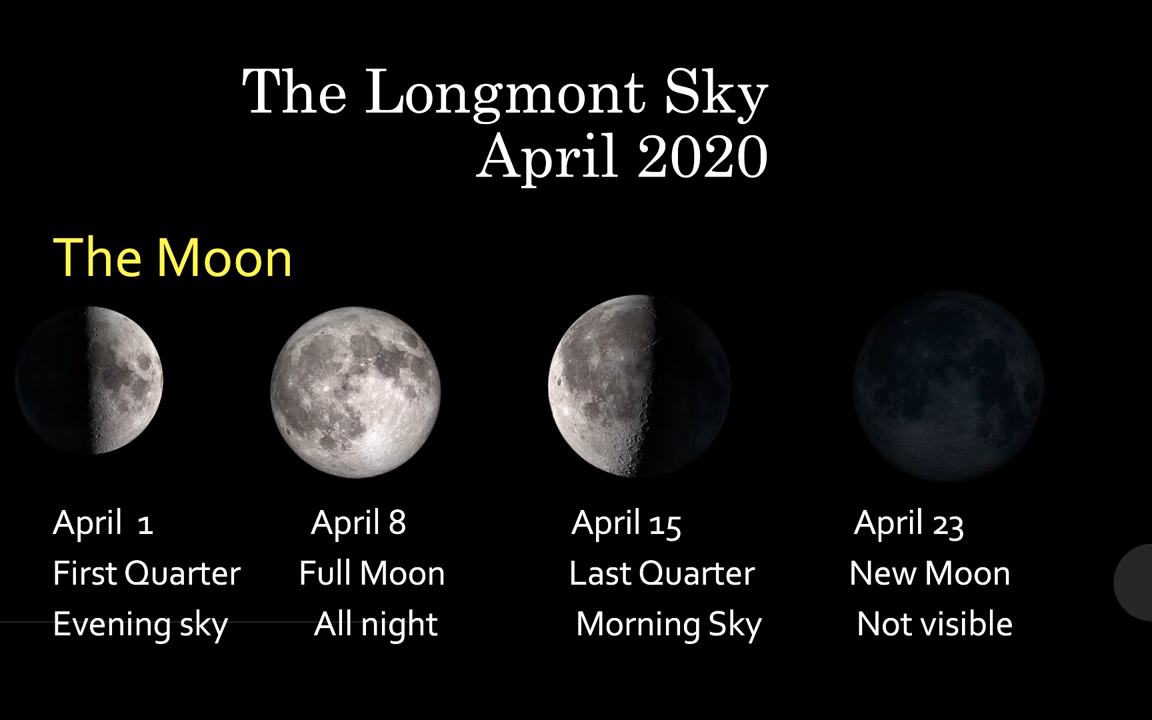 The Longmont Sky
April 2020
The Moon
April 1 April 8 April 15 April 23
First Quarter Full Moon Last Quarter New Moon
Evening sky All night Morning Sky Not visible